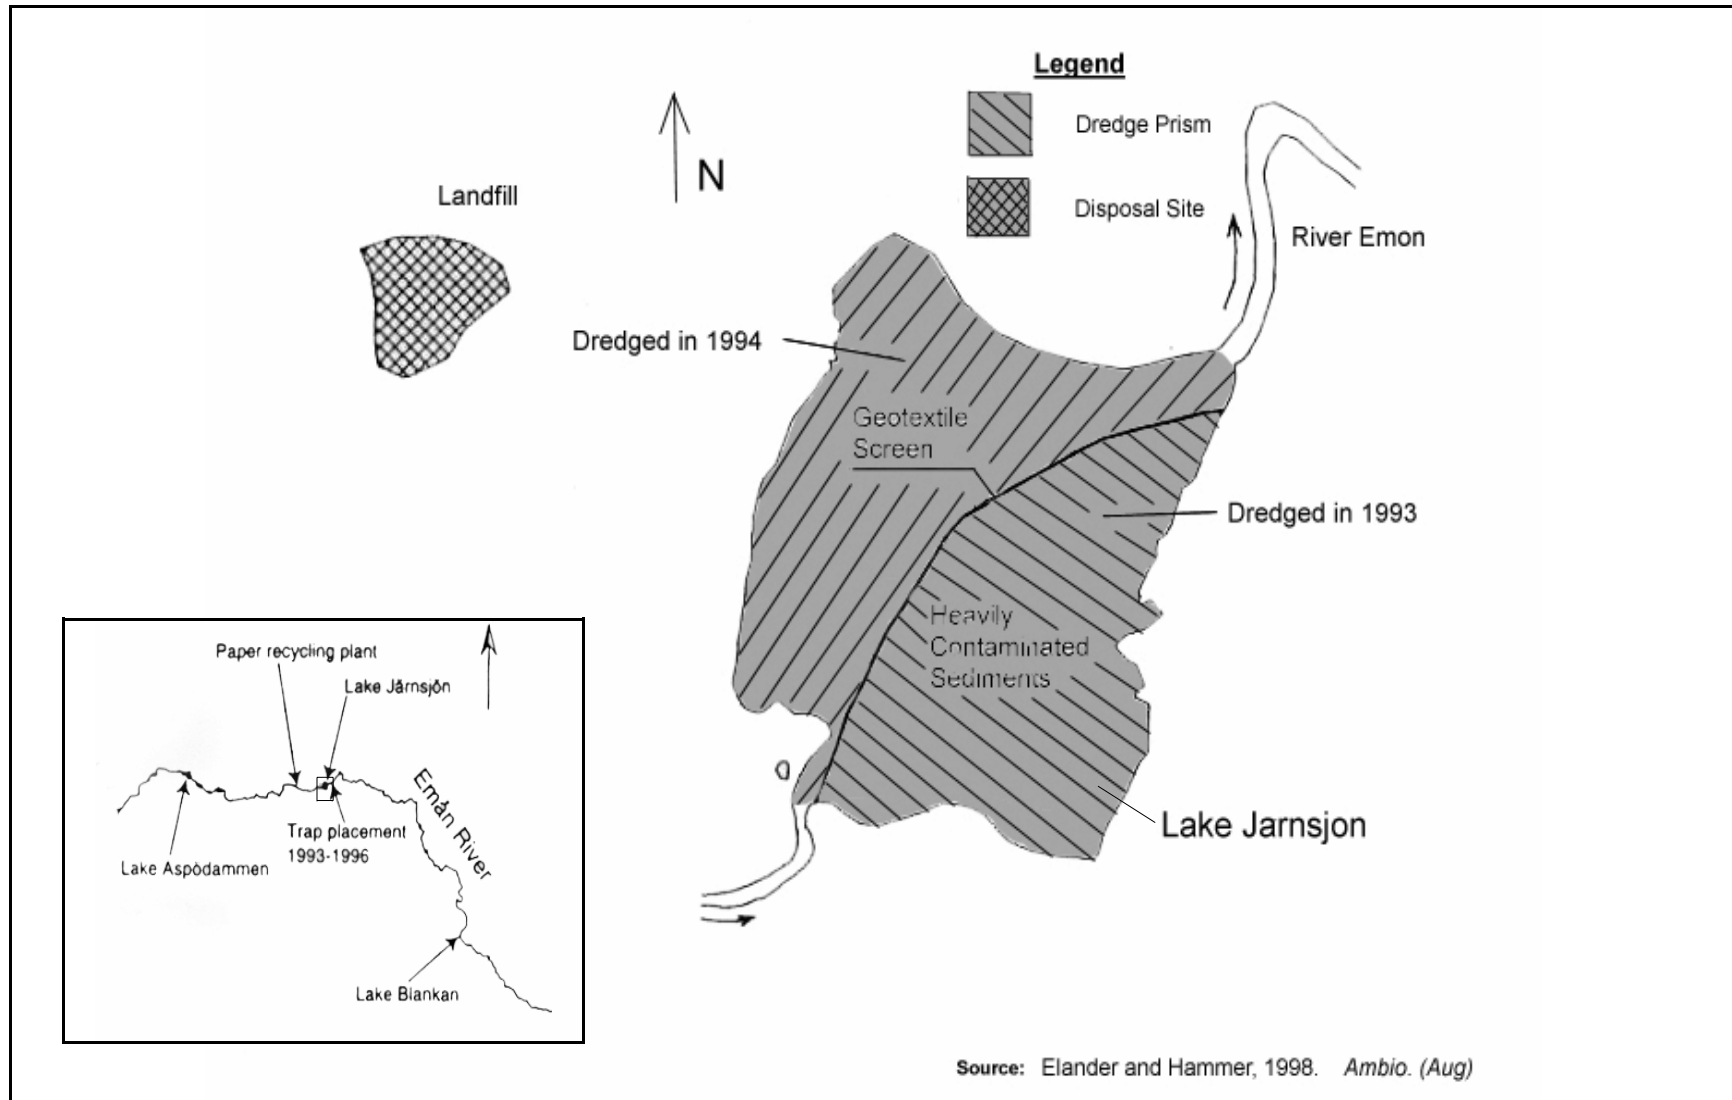 Legend
Dredge Prism
Disposal Site
N
Landfill
River Emon
Dredged in 1994
Geotextile
Screen
Dredged in 1993
Heavily
Contaminated
Sediments
Lake Jarnsjon
Paper recycling plant
Lake Järnsjön
Emån River
Trap placement
1993-1996
Lake Aspödammen
Lake Blankan
Source: Elander and Hammer, 1998. Ambio. (Aug)